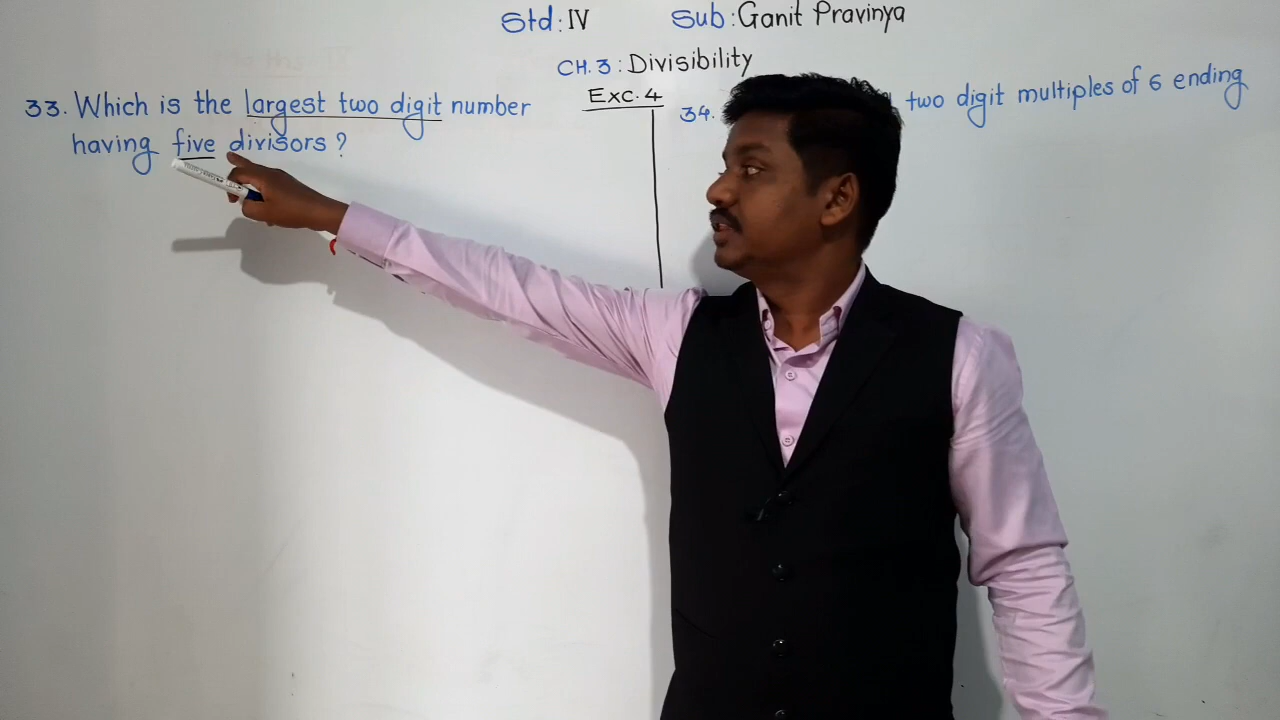 Std: IV Sub: Ganit Pravinya
CH. 3: Divisibility
Exc. 4
33. Which is the largest two digit number
having five divisors?
34. two digit multiples of 6 ending